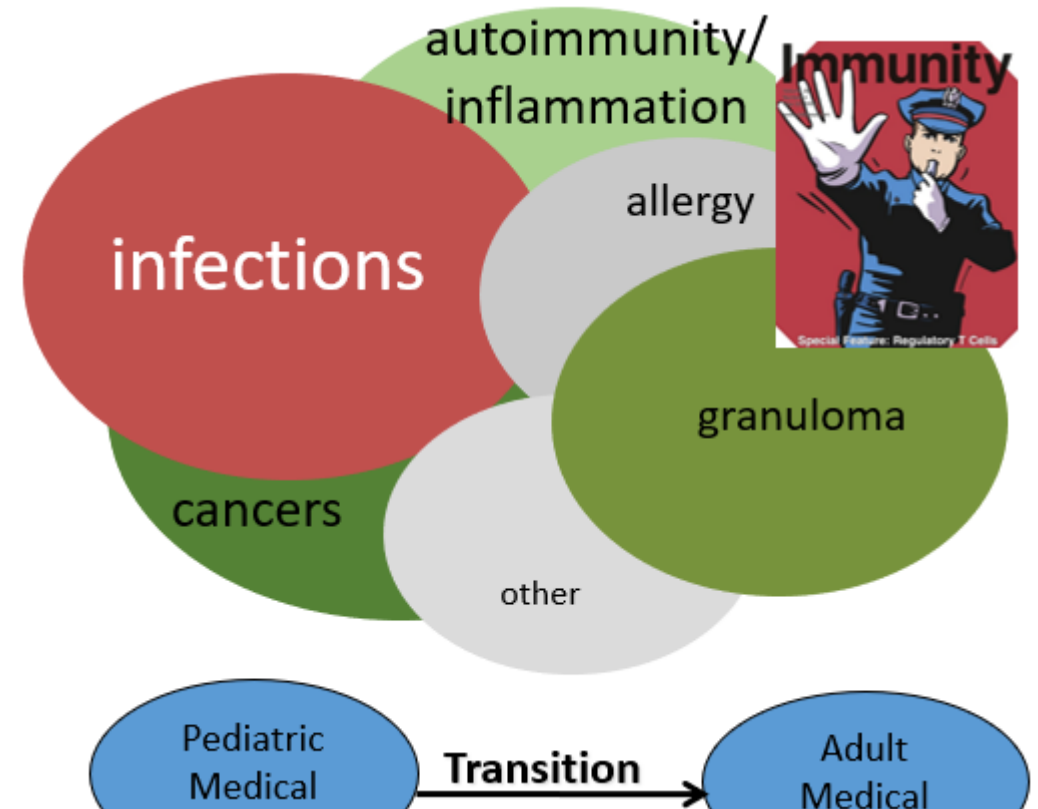 autoimmunity/
inflammation
Immunity
allergy
infections
Special Feature: Regulatory T Cells
granuloma
cancers
other
Pediatric
Medical
Transition
Adult
Medical